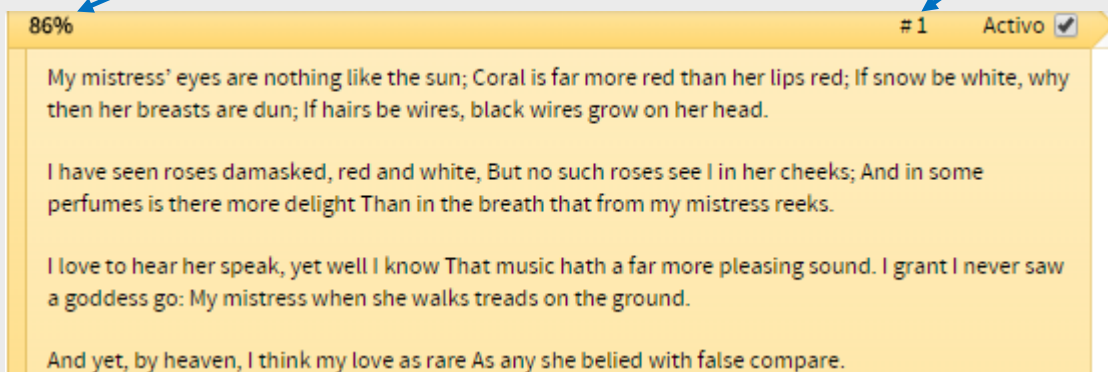 86% #1 Activo
My mistress’ eyes are nothing like the sun; Coral is far more red than her lips red; If snow be white, why
then her breasts are dun; If hairs be wires, black wires grow on her head.
I have seen roses damasked, red and white, But no such roses see I in her cheeks; And in some
perfumes is there more delight Than in the breath that from my mistress reeks.
I love to hear her speak, yet well I know That music hath a far more pleasing sound. I grant I never saw
a goddess go: My mistress when she walks treads on the ground.
And yet, by heaven, I think my love as rare As any she belied with false compare.